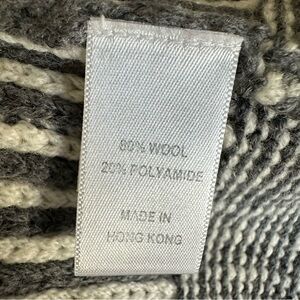 80% WOOL
20% POLYAMIDE
MADE IN
HONG KONG